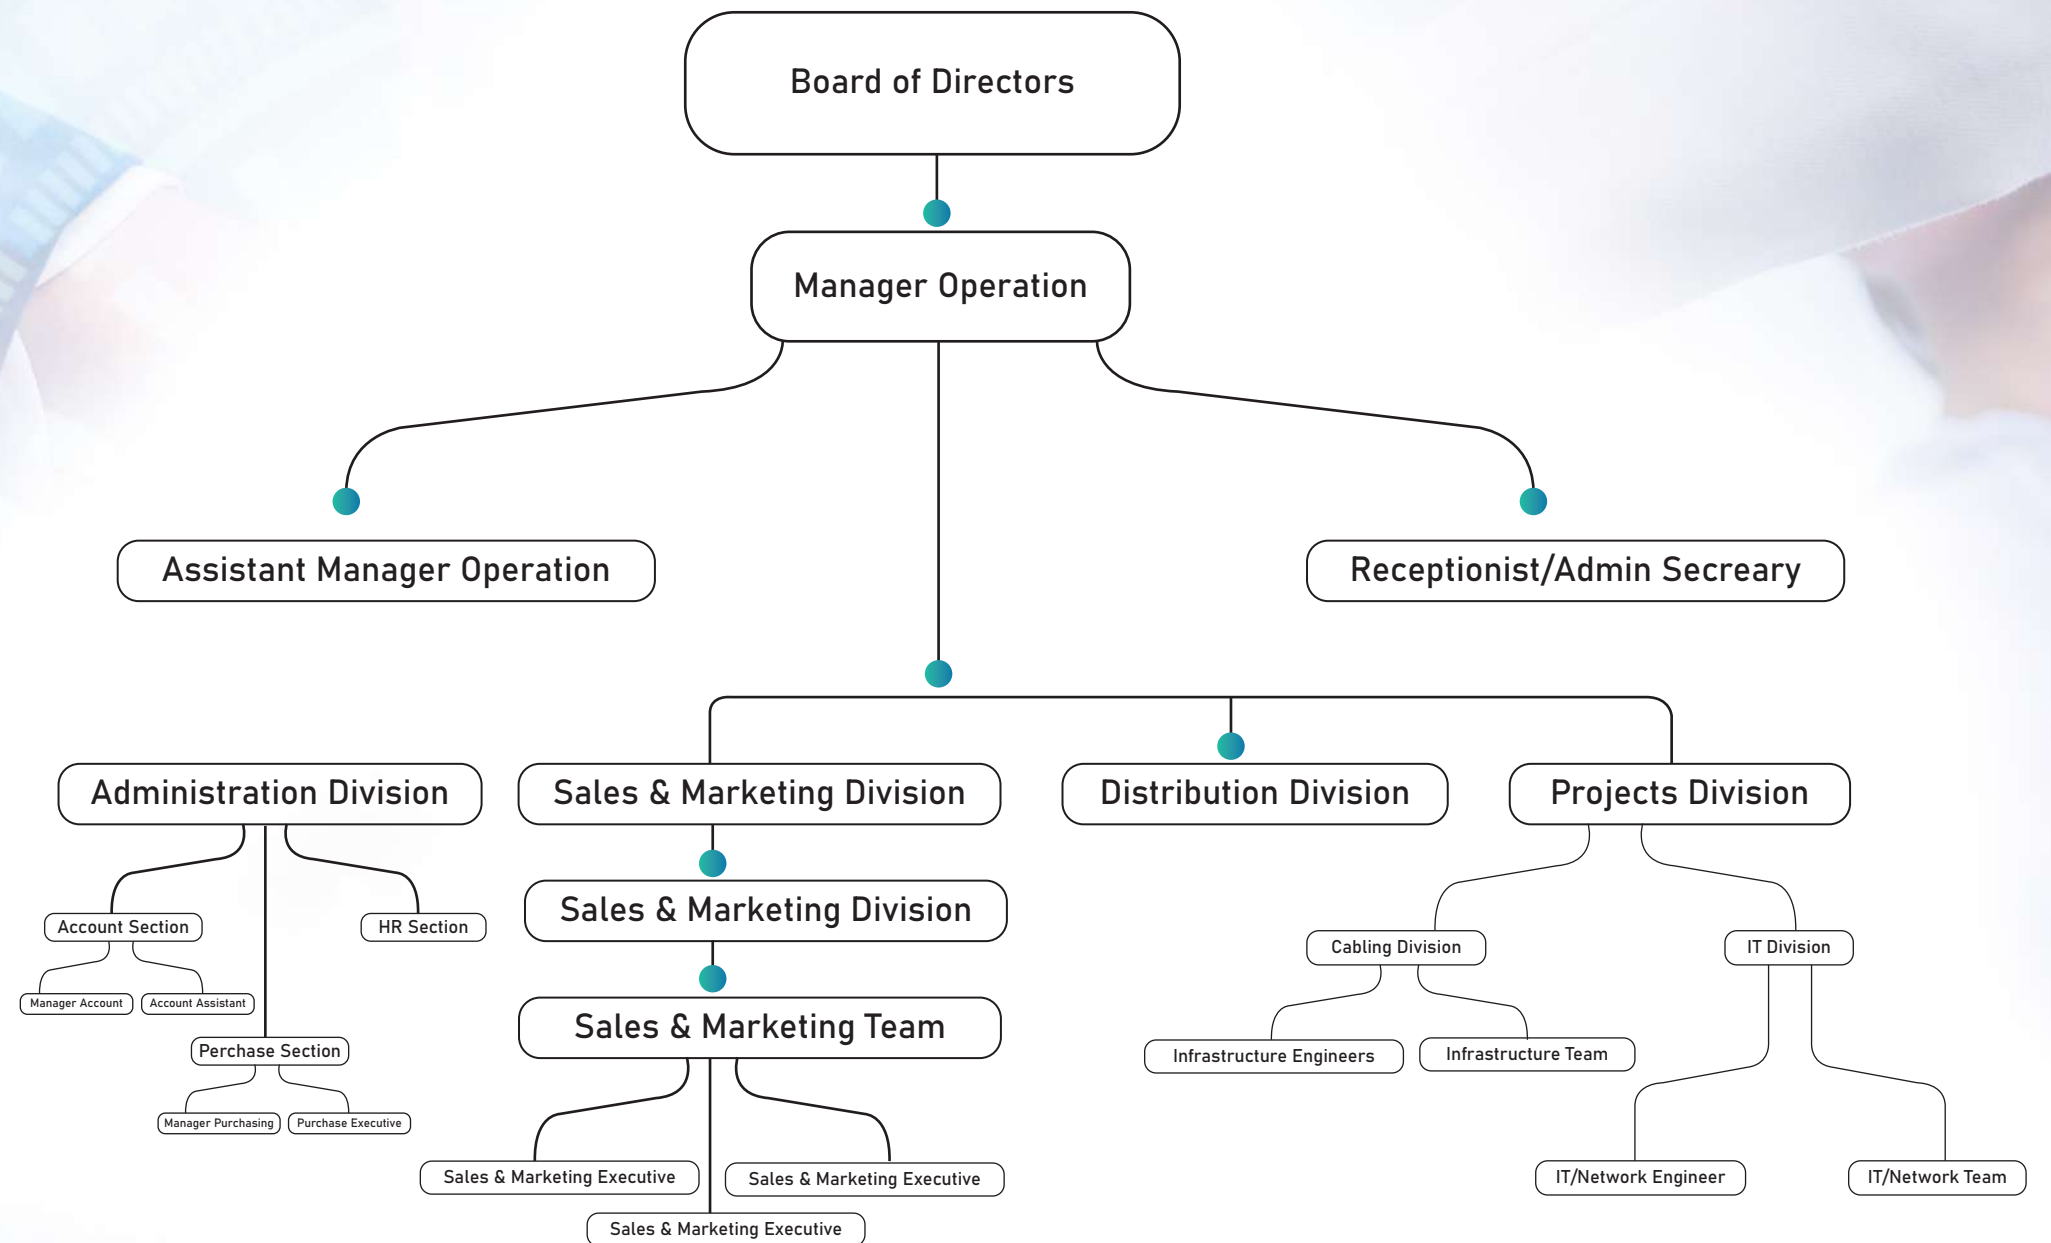 Board of Directors
Manager Operation
Assistant Manager Operation
Receptionist/Admin Screary
Administration Division
Sales & Marketing Division
Distribution Division
Projects Division
Sales & Marketing Division
Account Section
HR Section
Cabling Division
IT Division
Manager Account
Account Assistant
Sales & Marketing Team
Perchase Section
Infrastructure Engineers
Infrastructure Team
Manager Purchasing
Purchase Executive
Sales & Marketing Executive
Sales & Marketing Executive
IT/Network Engineer
IT/Network Team
Sales & Marketing Executive